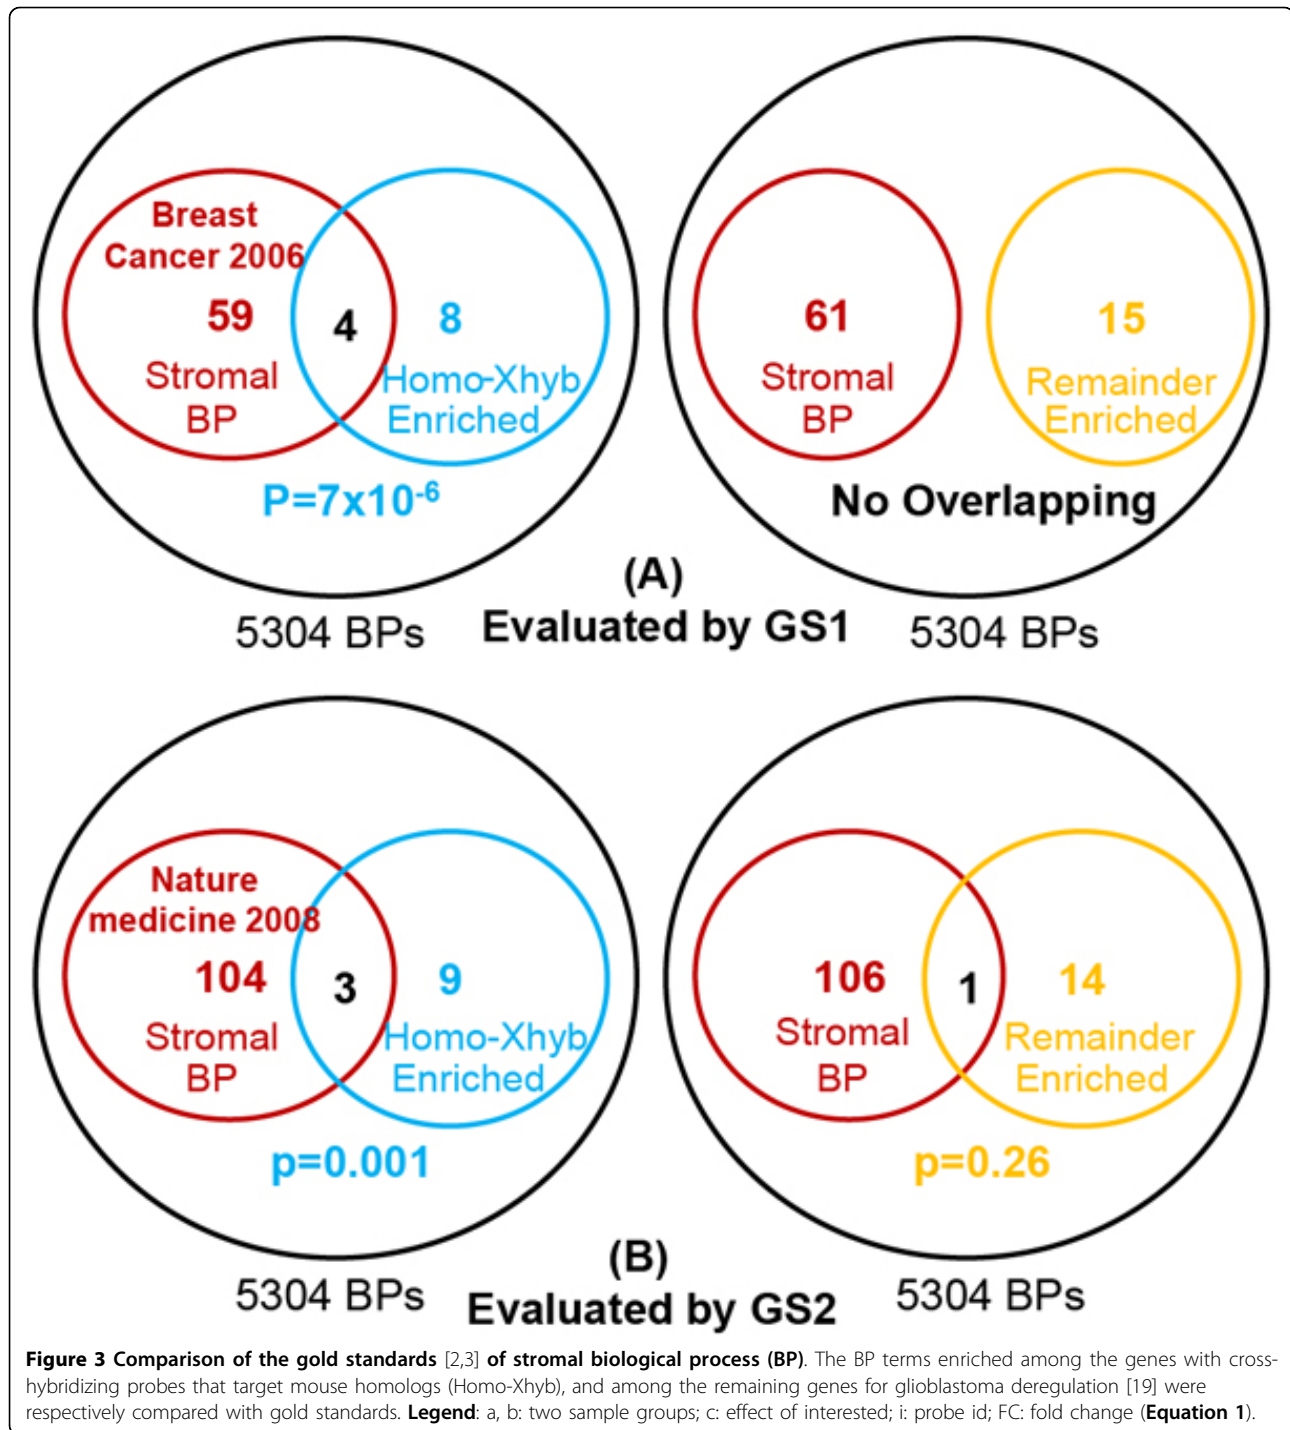 Breast
Cancer 2006
59
4
8
Stromal
BP
Homo-Xhyb
Enriched
P=7x10-6
5304 BPs
61
15
Stromal
BP
Remainder
Enriched
No Overlapping
5304 BPs
(A)
Evaluated by GS1
Nature
medicine 2008
104
3
9
Stromal
BP
Homo-Xhyb
Enriched
p=0.001
5304 BPs
106
1
14
Stromal
BP
Remainder
Enriched
p=0.26
5304 BPs
(B)
Evaluated by GS2
Figure 3 Comparison of the gold standards [2,3] of stromal biological process (BP). The BP terms enriched among the genes with cross-
hybridizing probes that target mouse homologs (Homo-Xhyb), and among the remaining genes for glioblastoma deregulation [19] were
respectively compared with gold standards. Legend: a, b: two sample groups; c: effect of interested; i: probe id; FC: fold change (Equation 1).